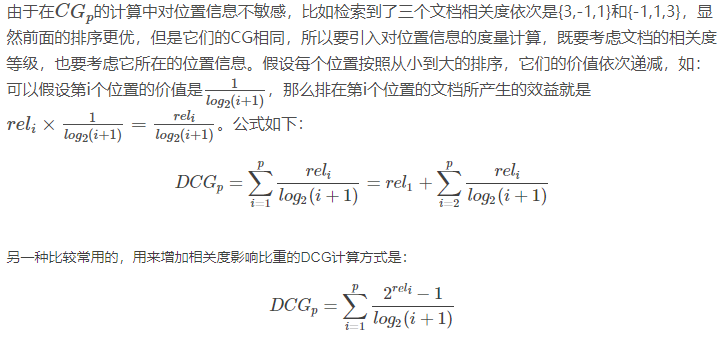 由于在$CG_p$的计算中对位置信息不敏感，比如检索到了三个文档相关度依次是{3,-1,1}和{-1,1,3}，显
然前面的排序更优，但是它们的CG相同，所以要引入对位置信息的度量计算，既要考虑文档的相关度
等级，也要考虑它所在的位置信息。假设每个位置按照从小到大的排序，它们的价值依次递减，如：
可以假设第i个位置的价值是$\frac{1}{log_2(i+1)}$，那么排在第i个位置的文档所产生的效益就是
$rel_i \times \frac{1}{log_2(i+1)} = \frac{rel_i}{log_2(i+1)}$。公式如下：
$DCG_p = \sum_{i=1}^{p} \frac{rel_i}{log_2(i+1)} = rel_1 + \sum_{i=2}^{p} \frac{rel_i}{log_2(i+1)}$
另一种比较常用的，用来增加相关度影响比重的DCG计算方式是：
$DCG_p = \sum_{i=1}^{p} \frac{2^{rel_i} - 1}{log_2(i+1)}$